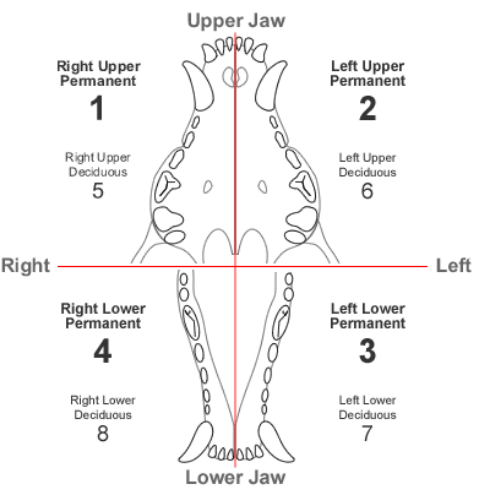 Upper Jaw
Right Upper
Permanent
1
Left Upper
Permanent
2
Right Upper
Deciduous
5
Left Upper
Deciduous
6
Right
Left
Right Lower
Permanent
4
Left Lower
Permanent
3
Right Lower
Deciduous
8
Left Lower
Deciduous
7
Lower Jaw